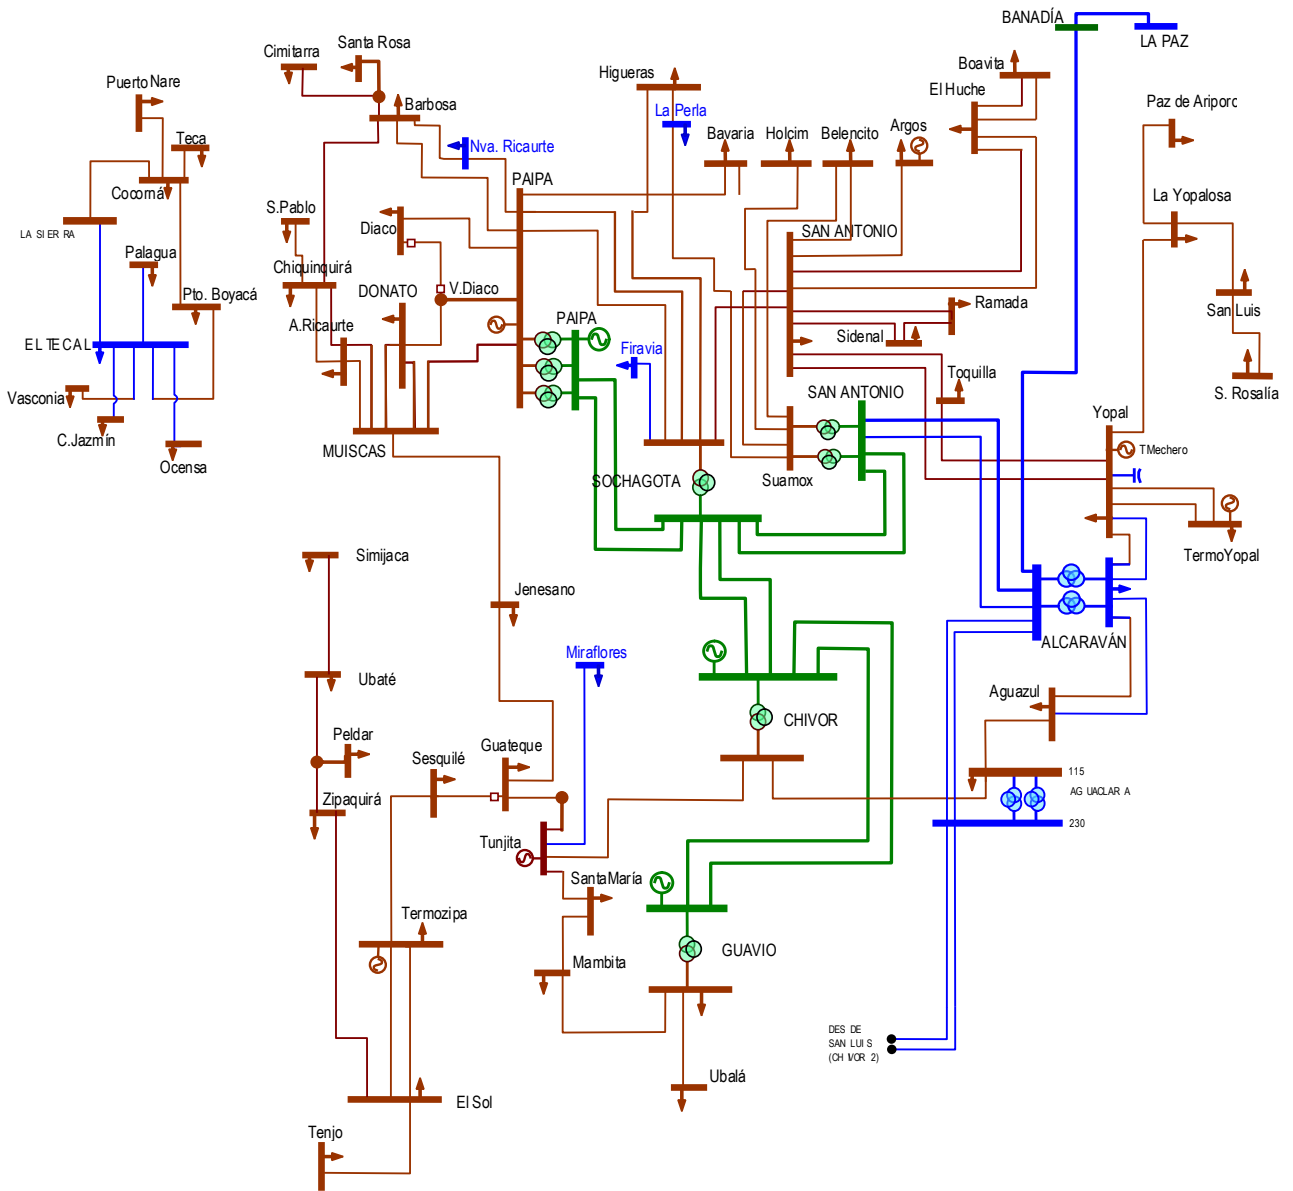 BANADÍA
LA PAZ
Santa Rosa
Cimitarra
Higueras
Boavita
Puerto Nare
El Huche
Barbosa
La Perla
Paz de Ariporo
Teca
Bavaria
Holcim
Belencito
Argos
Nva. Ricaurte
Cocorná
PAIPA
La Yopalosa
S.Pablo
Diaco
SAN ANTONIO
LA SIERRA
Palagua
Chiquinquirá
V.Diaco
Pto. Boyacá
DONATO
Ramada
San Luis
A.Ricaurte
PAIPA
Sidenal
EL TECAL
Firavia
Toquilla
Vasconia
SAN ANTONIO
S. Rosalía
C.Jazmín
Yopal
MUISCAS
TMechero
Ocensa
SOCHAGOTA
Suamox
Simijaca
TermoYopal
Jenesano
ALCARAVÁN
Miraflores
Ubaté
Aguazul
CHIVOR
Peldar
Guateque
Sesquilé
115
AGUACLARA
Zipaquirá
230
Tunjita
SantaMaría
Termozipa
GUAVIO
Mambita
DESDE
SAN LUIS
(CHIVOR 2)
Ubalá
El Sol
Tenjo